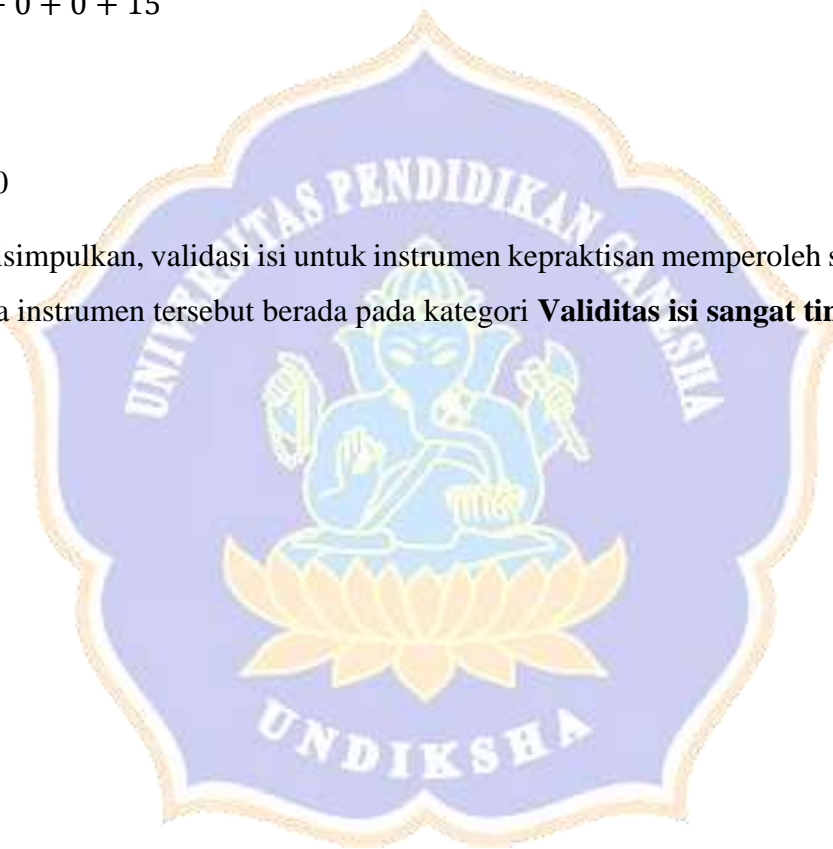 0 + 0 + 15
0
simpulkan, validasi isi untuk instrumen kepraktisan memperoleh s
a instrumen tersebut berada pada kategori Validitas isi sangat tin
UNIVERSITAS PENDIDIKAN GANESHA
UNDIKSHA